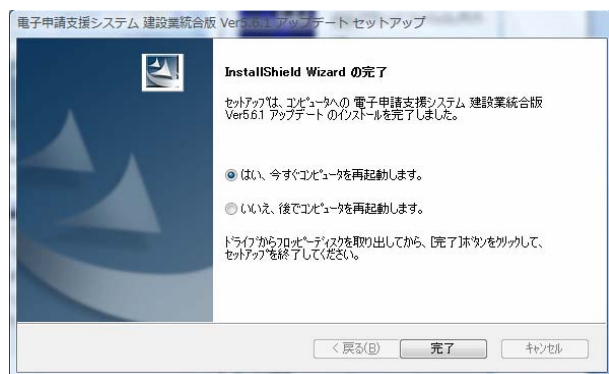 電子申請支援システム 建設業統合版 Ver5.6.1 アップデート セットアップ
InstallShield Wizard の完了
セットアップは、コンピュータへの 電子申請支援システム 建設業統合版
Ver5.6.1 アップデート のインストールを完了しました。
はい、今すぐコンピュータを再起動します。
いいえ、後でコンピュータを再起動します。
ドライブからフロッピーディスクを取り出してから、[完了]ボタンをクリックして、
セットアップを終了してください。
< 戻る(B)
完了
キャンセル